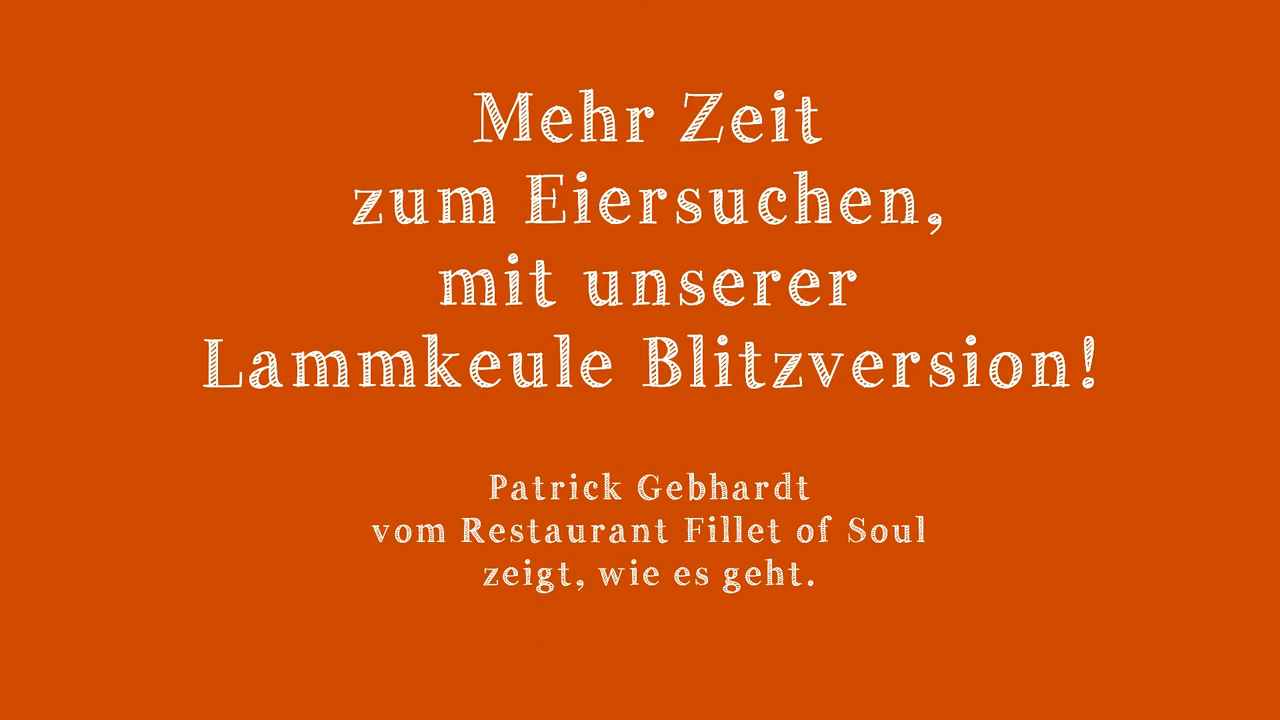 Mehr Zeit
zum Eiersuchen,
mit unserer
Lammkeule Blitzversion!
Patrick Gebhardt
vom Restaurant Fillet of Soul
zeigt, wie es geht.